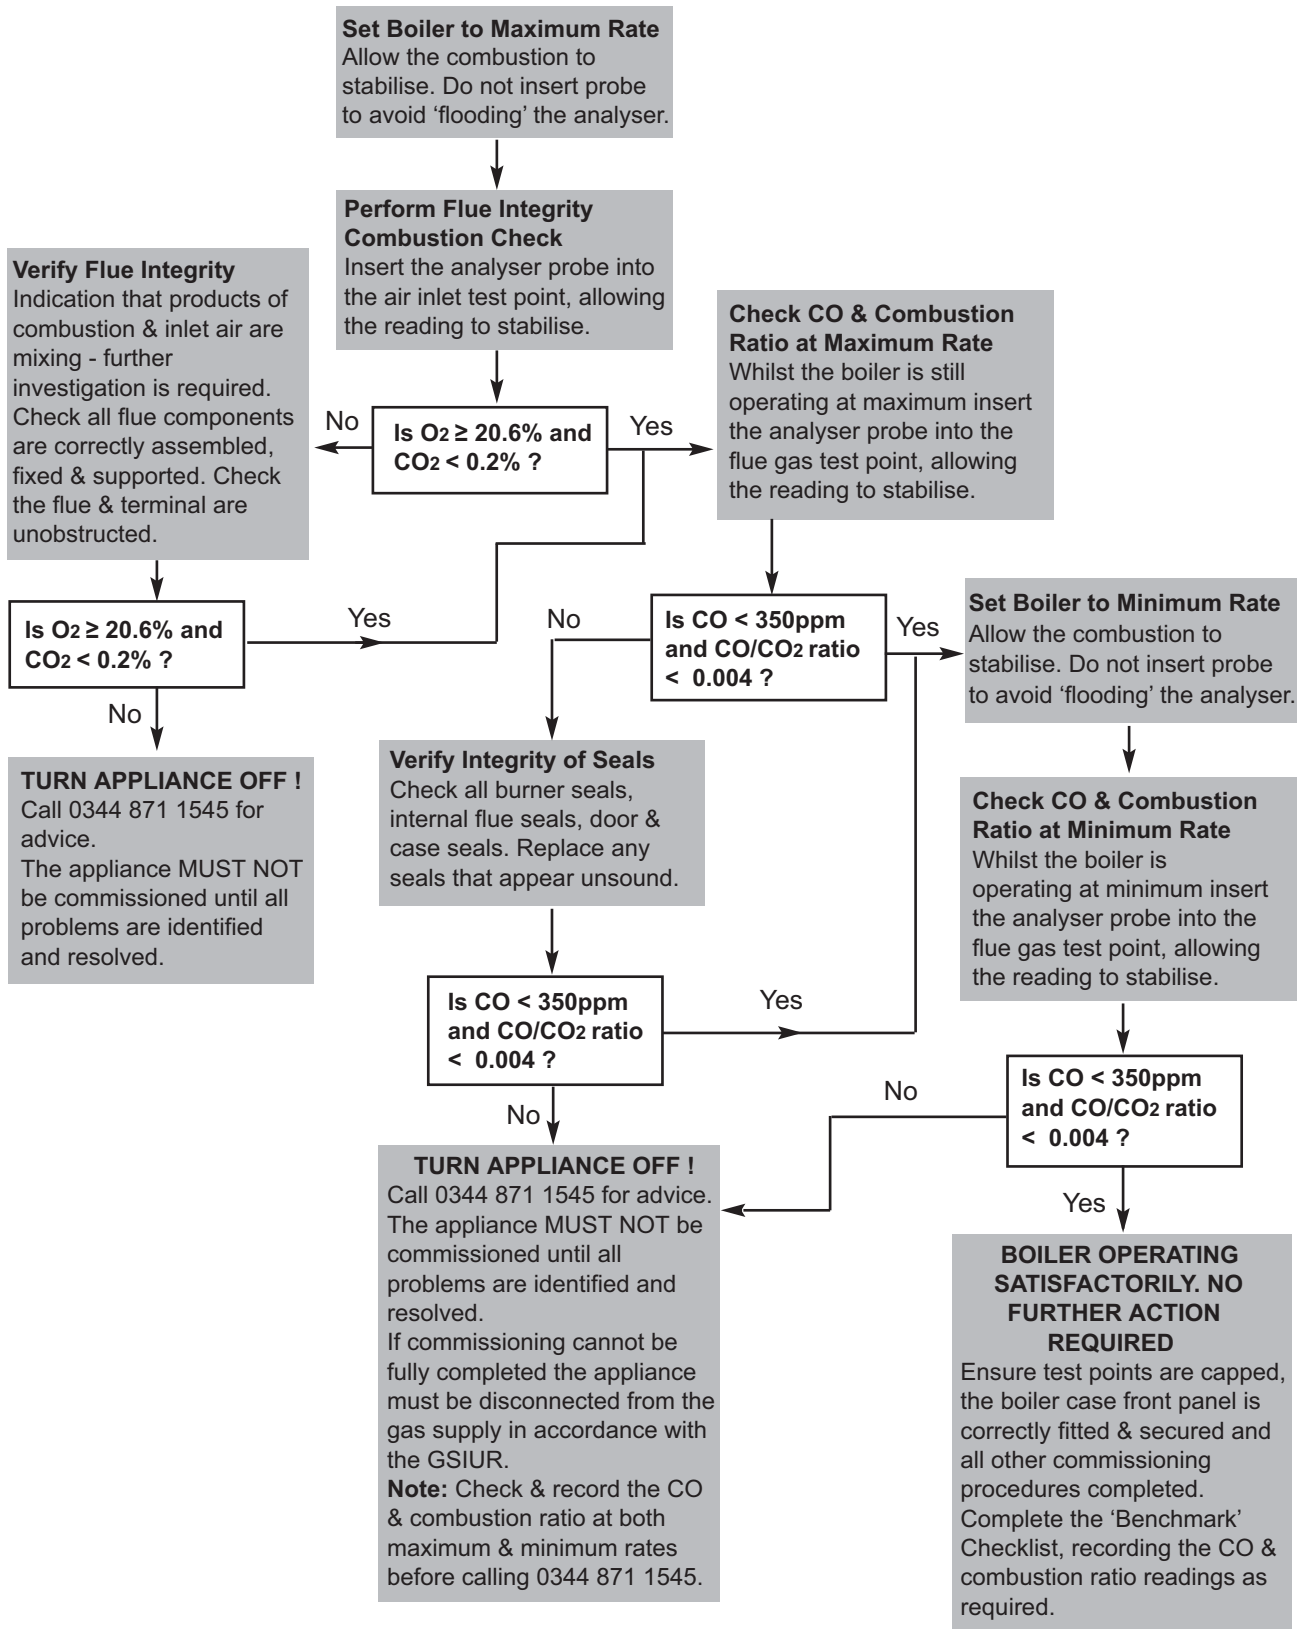 Set Boiler to Maximum Rate
Allow the combustion to
stabilise. Do not insert probe
to avoid ‘flooding’ the analyser.
Perform Flue Integrity
Combustion Check
Insert the analyser probe into
the air inlet test point, allowing
the reading to stabilise.
Is O2 ≥ 20.6% and
CO2 < 0.2% ?
No
Yes
Verify Flue Integrity
Indication that products of
combustion & inlet air are
mixing - further
investigation is required.
Check all flue components
are correctly assembled,
fixed & supported. Check
the flue & terminal are
unobstructed.
Is O2 ≥ 20.6% and
CO2 < 0.2% ?
Yes
No
TURN APPLIANCE OFF !
Call 0344 871 1545 for
advice.
The appliance MUST NOT
be commissioned until all
problems are identified
and resolved.
Check CO & Combustion
Ratio at Maximum Rate
Whilst the boiler is still
operating at maximum insert
the analyser probe into the
flue gas test point, allowing
the reading to stabilise.
Is CO < 350ppm
and CO/CO2 ratio
< 0.004 ?
No
Yes
Verify Integrity of Seals
Check all burner seals,
internal flue seals, door &
case seals. Replace any
seals that appear unsound.
Is CO < 350ppm
and CO/CO2 ratio
< 0.004 ?
Yes
No
TURN APPLIANCE OFF !
Call 0344 871 1545 for advice.
The appliance MUST NOT be
commissioned until all
problems are identified and
resolved.
If commissioning cannot be
fully completed the appliance
must be disconnected from the
gas supply in accordance with
the GSIUR.
Note: Check & record the CO
& combustion ratio at both
maximum & minimum rates
before calling 0344 871 1545.
Set Boiler to Minimum Rate
Allow the combustion to
stabilise. Do not insert probe
to avoid ‘flooding’ the analyser.
Check CO & Combustion
Ratio at Minimum Rate
Whilst the boiler is
operating at minimum insert
the analyser probe into the
flue gas test point, allowing
the reading to stabilise.
Is CO < 350ppm
and CO/CO2 ratio
< 0.004 ?
No
Yes
BOILER OPERATING
SATISFACTORILY. NO
FURTHER ACTION
REQUIRED
Ensure test points are capped,
the boiler case front panel is
correctly fitted & secured and
all other commissioning
procedures completed.
Complete the ‘Benchmark’
Checklist, recording the CO &
combustion ratio readings as
required.